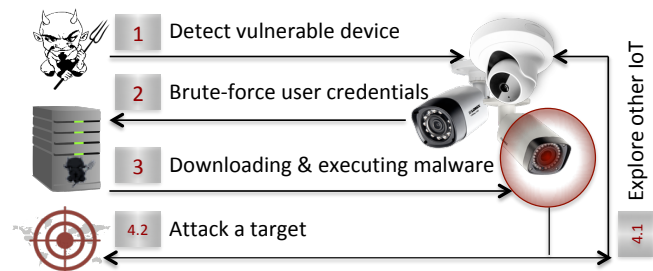 1 Detect vulnerable device
2 Brute-force user credentials
3 Downloading & executing malware
4.2 Attack a target
4.1 Explore other IoT